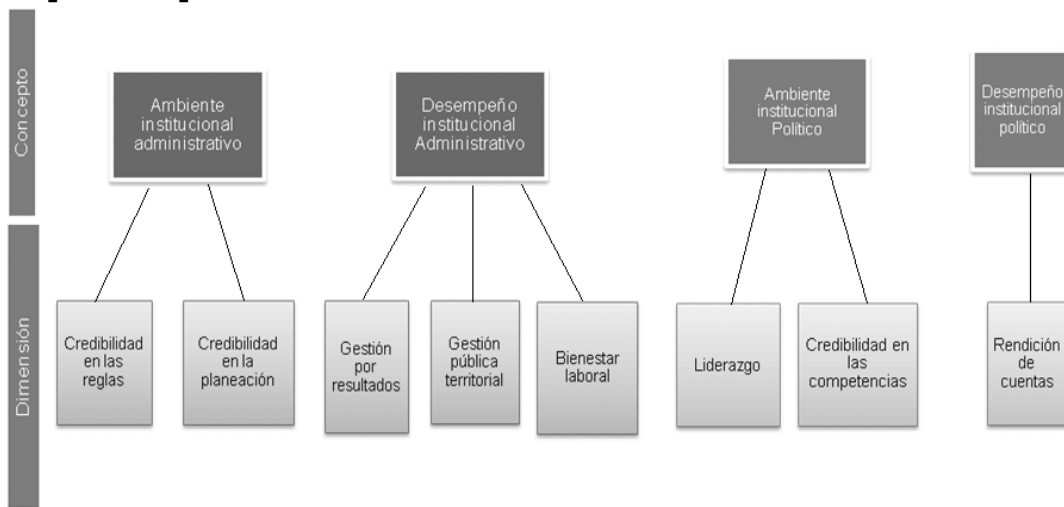 Concepto
Ambiente
institucional
administrativo
Desempeño
institucional
Administrativo
Ambiente
institucional
Político
Desempeño
institucional
político
Dimensión
Credibilidad
en las
reglas
Credibilidad
en la
planeación
Gestión
por
resultados
Gestión
pública
territorial
Bienestar
laboral
Liderazgo
Credibilidad en
las
competencias
Rendición
de
cuentas